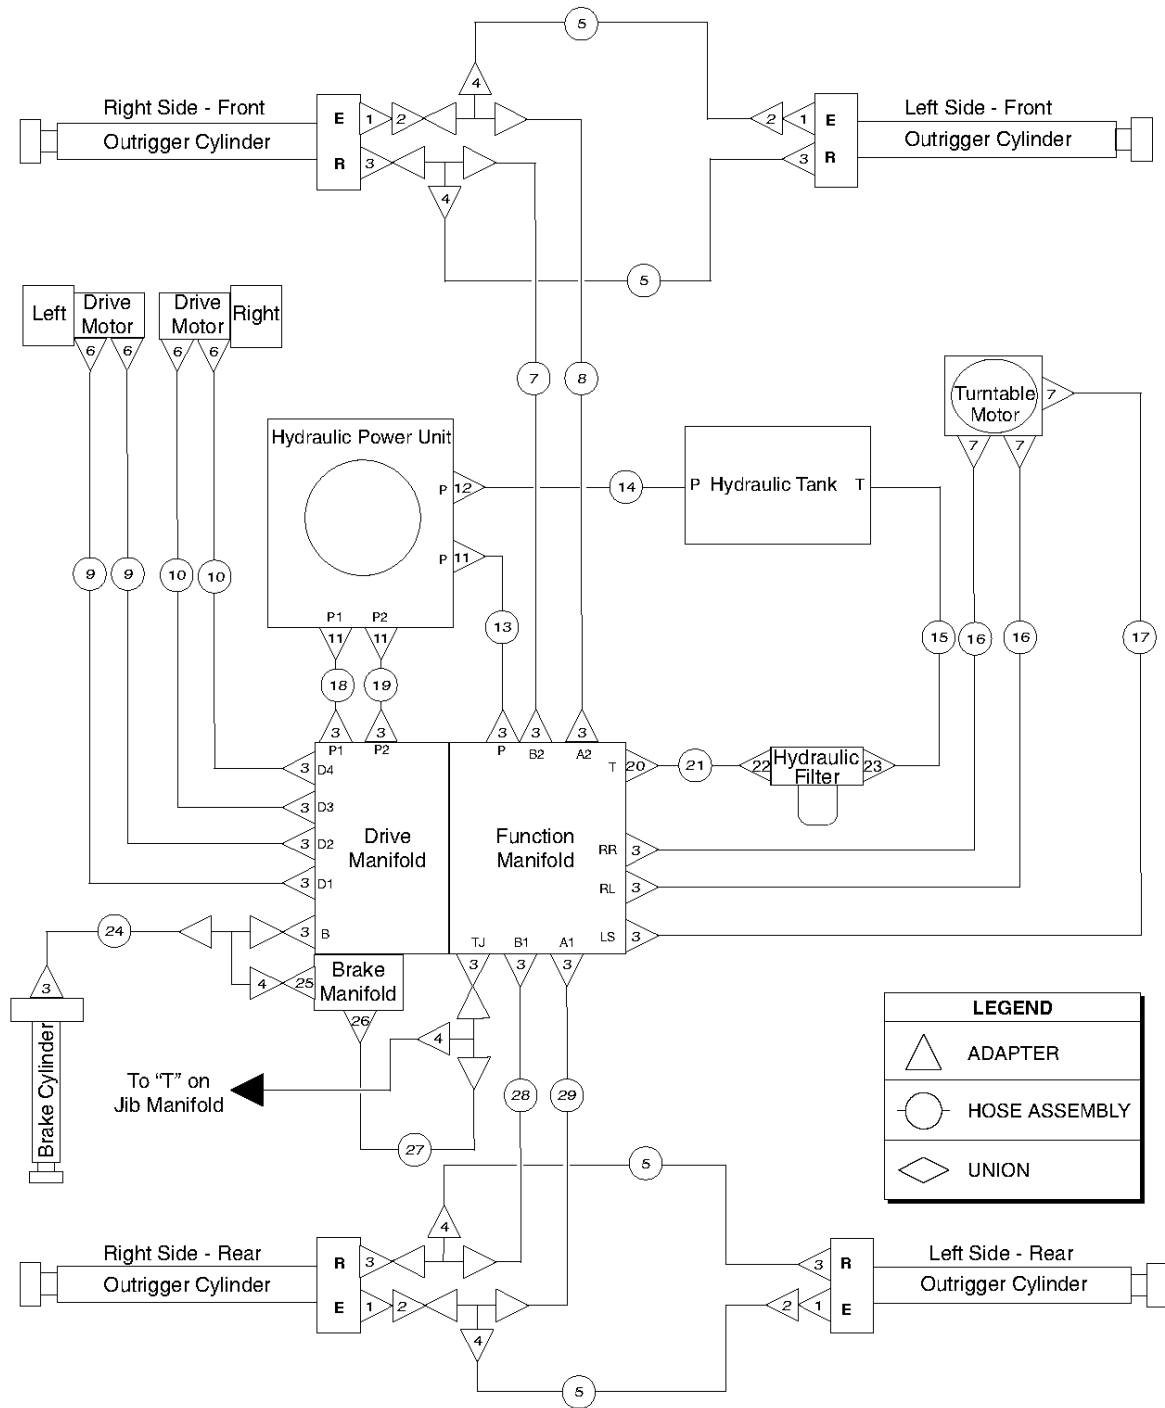 5
4
Right Side - Front
Outrigger Cylinder
E
R
1
2
3
4
2
1
3
E
R
Left Side - Front
Outrigger Cylinder
5
Left
Drive
Motor
Drive
Motor
Right
6
6
6
6
7
8
Turntable
Motor
7
7
7
Hydraulic Power Unit
P
12
14
P
Hydraulic Tank
T
P
11
9
9
10
10
P1
P2
11
11
13
15
16
16
17
18
19
3
3
3
3
3
P1
P2
P
B2
A2
3
D4
3
D3
3
D2
3
D1
3
B
Drive
Manifold
Function
Manifold
T
20
21
22
Hydraulic
Filter
23
RR
3
RL
3
LS
3
24
TJ
B1
A1
3
3
3
3
4
25
Brake
Manifold
26
4
Brake Cylinder
To “T” on
Jib Manifold
28
29
27
LEGEND
ADAPTER
HOSE ASSEMBLY
UNION
5
4
Right Side - Rear
Outrigger Cylinder
R
E
3
1
2
4
3
2
1
R
E
Left Side - Rear
Outrigger Cylinder
5